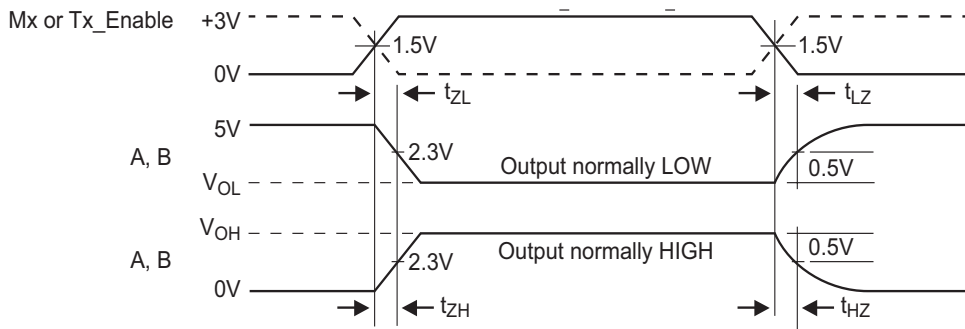 Mx or Tx_Enable
+3V
0V
1.5V
1.5V
tZL
tLZ
5V
A, B
VOL
2.3V
Output normally LOW
0.5V
VOH
A, B
0V
2.3V
Output normally HIGH
0.5V
tZH
tHZ